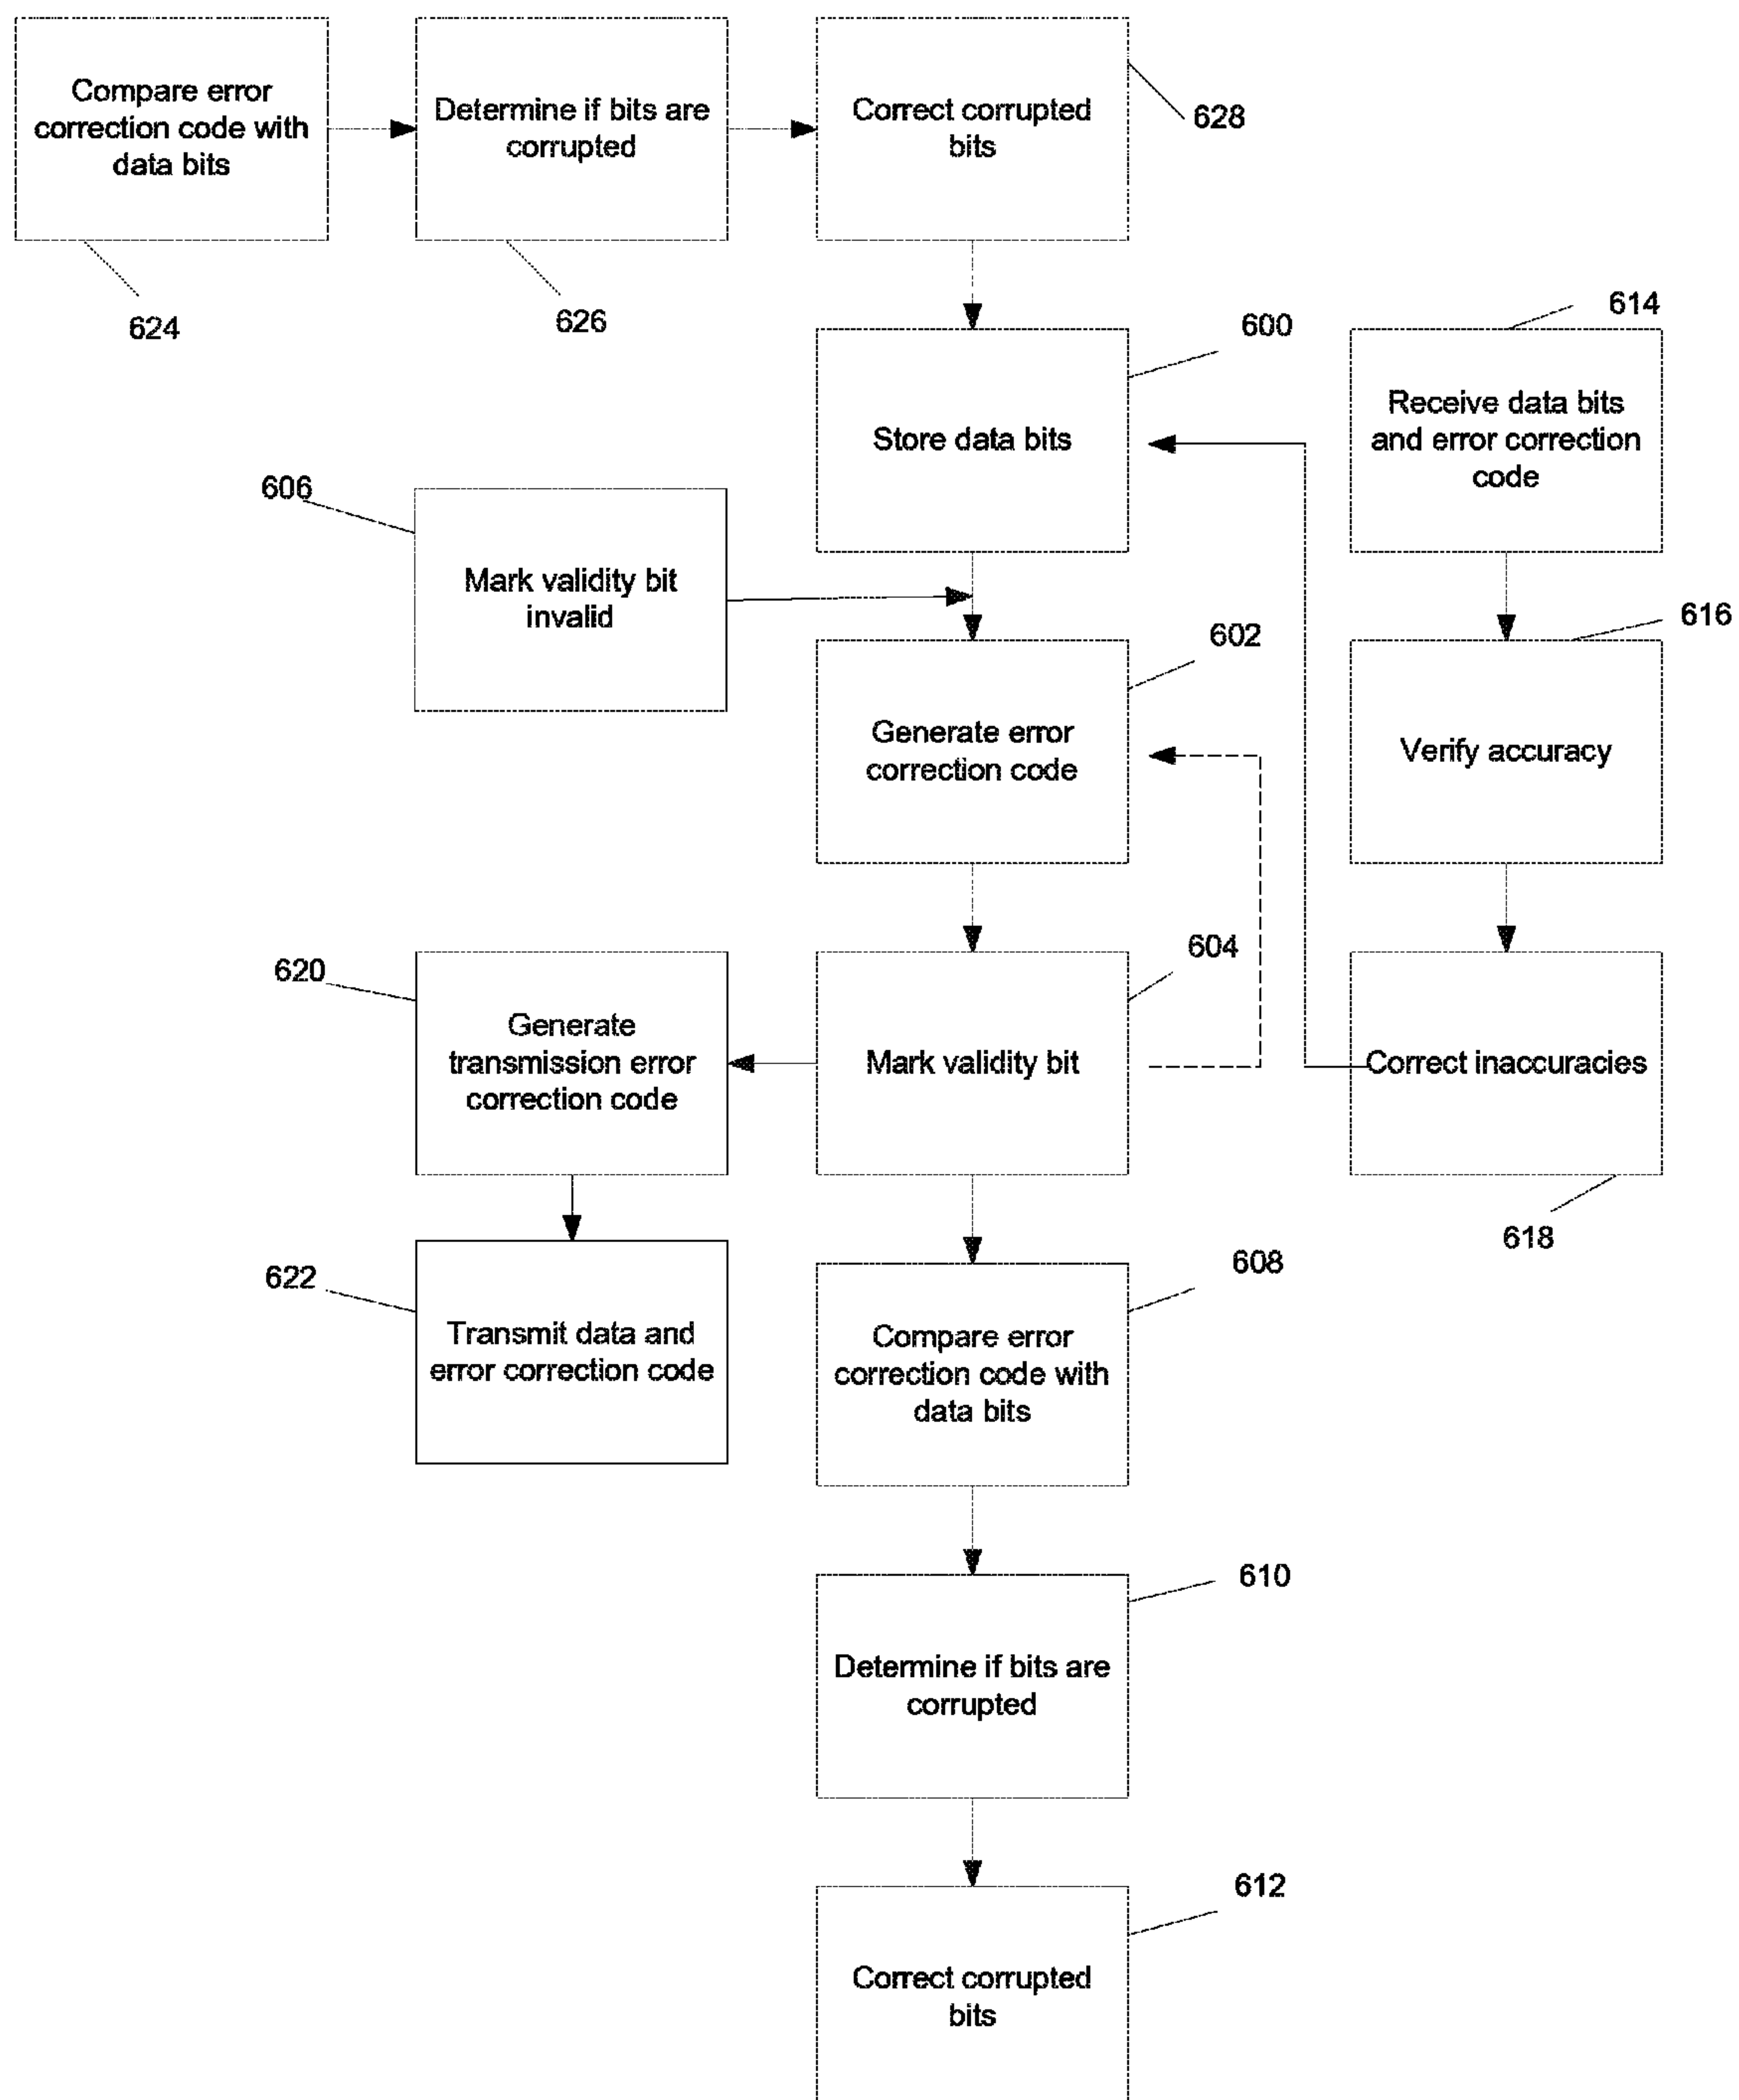 Compare error
correction code with
data bits
Determine if bits are
corrupted
Correct corrupted
bits
628
624
626
614
600
Receive data bits
and error correction
code
Store data bits
606
Mark validity bit
invalid
616
602
Generate error
correction code
Verify accuracy
604
620
Generate
transmission error
correction code
Mark validity bit
Correct inaccuracies
618
608
622
Transmit data and
error correction code
Compare error
correction code with
data bits
610
Determine if bits are
corrupted
612
Correct corrupted
bits